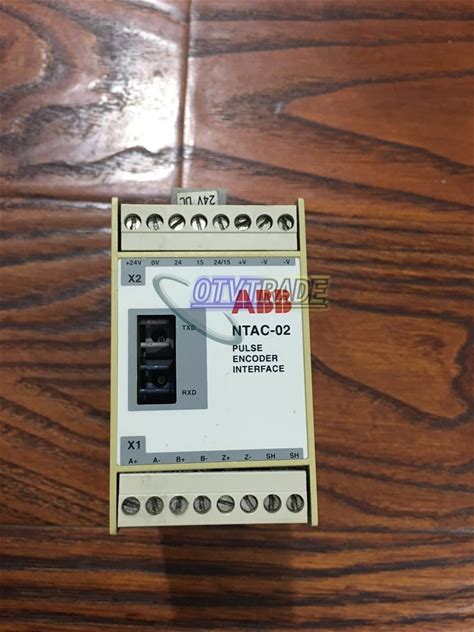 24V DC
+24V 0V 24 15 24/15 +V -V -V
X2
OTVTRADE
ABB
TXD
NTAC-02
PULSE
ENCODER
INTERFACE
RXD
X1
A+ A- B+ B- Z+ Z- SH SH